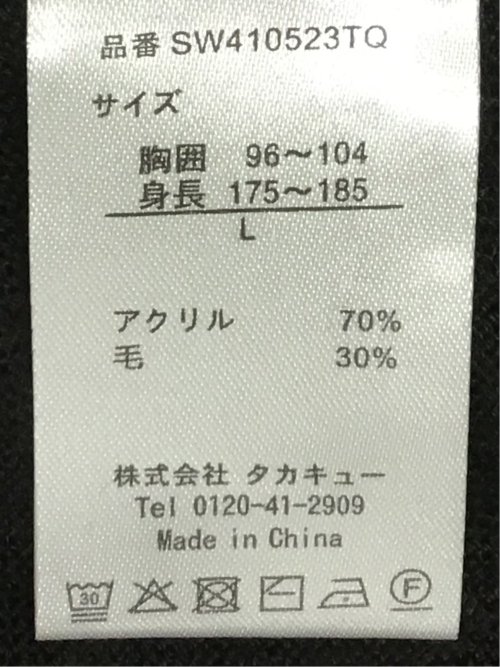 品番 SW410523TQ
サイズ
胸囲 96～104
身長 175～185
L
アクリル 70%
毛 30%
株式会社 タカキュー
Tel 0120-41-2909
Made in China
30 F